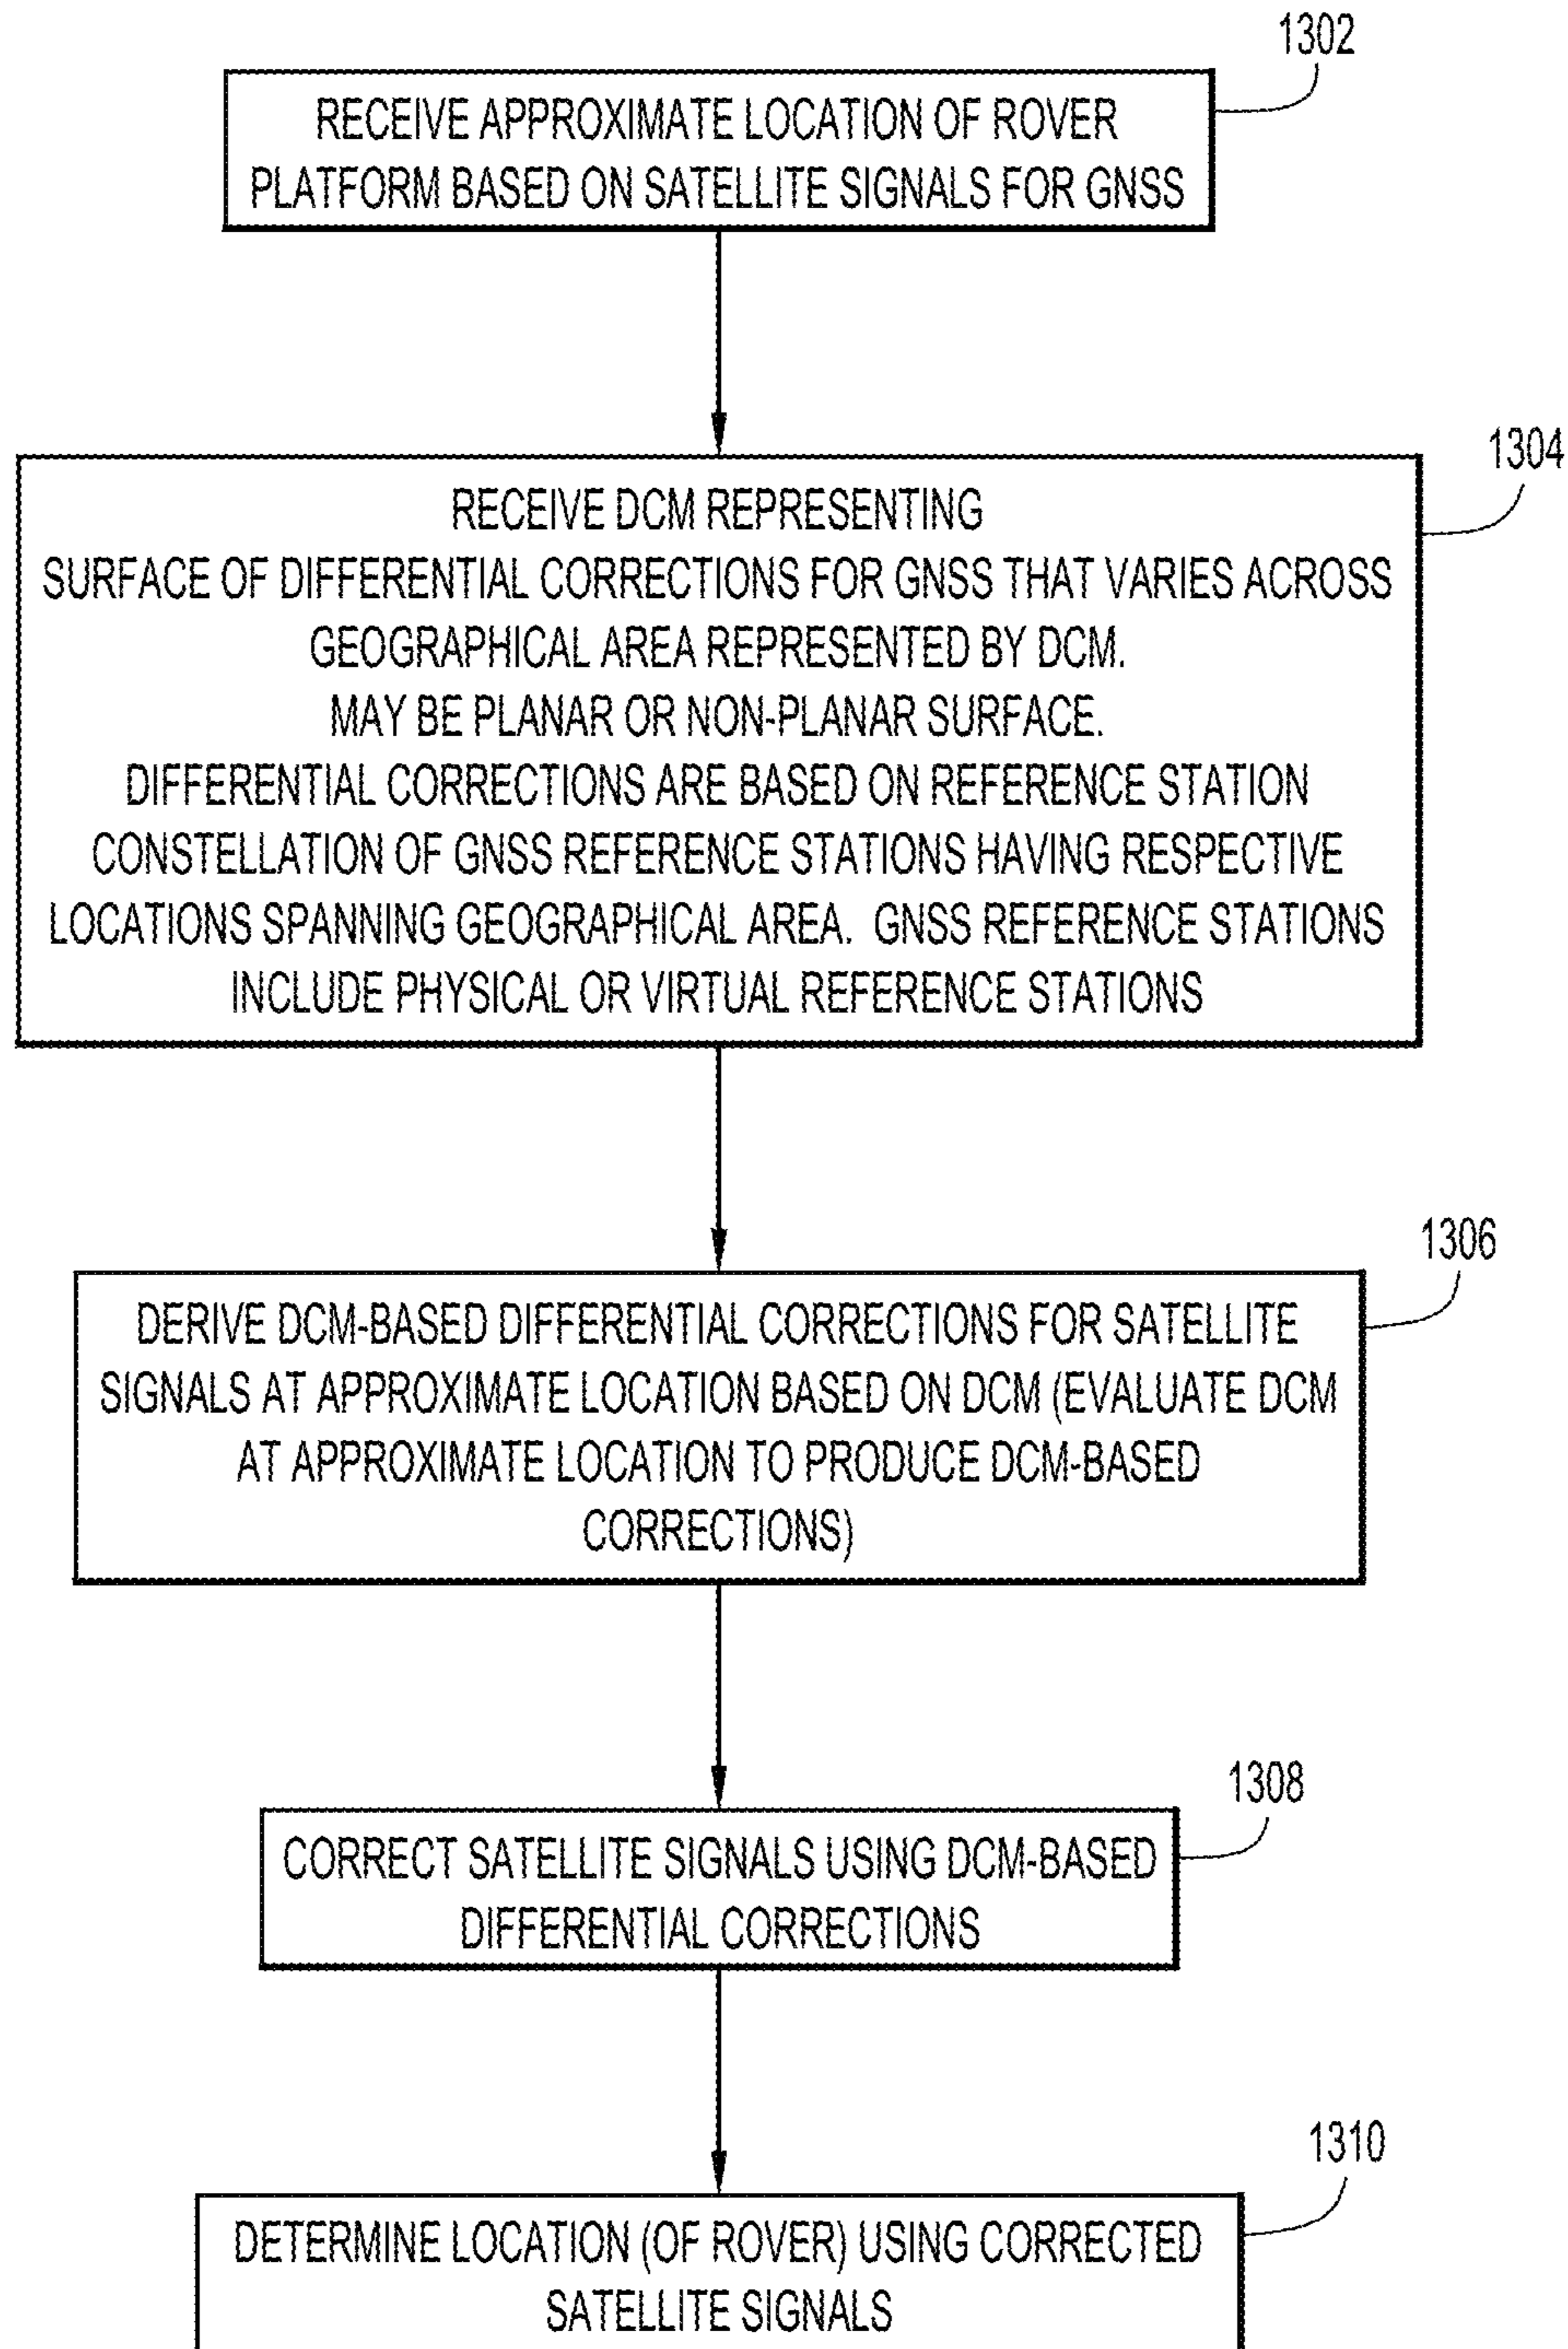 1302
RECEIVE APPROXIMATE LOCATION OF ROVER
PLATFORM BASED ON SATELLITE SIGNALS FOR GNSS
1304
RECEIVE DCM REPRESENTING
SURFACE OF DIFFERENTIAL CORRECTIONS FOR GNSS THAT VARIES ACROSS
GEOGRAPHICAL AREA REPRESENTED BY DCM.
MAY BE PLANAR OR NON-PLANAR SURFACE.
DIFFERENTIAL CORRECTIONS ARE BASED ON REFERENCE STATION
CONSTELLATION OF GNSS REFERENCE STATIONS HAVING RESPECTIVE
LOCATIONS SPANNING GEOGRAPHICAL AREA. GNSS REFERENCE STATIONS
INCLUDE PHYSICAL OR VIRTUAL REFERENCE STATIONS
1306
DERIVE DCM-BASED DIFFERENTIAL CORRECTIONS FOR SATELLITE
SIGNALS AT APPROXIMATE LOCATION BASED ON DCM (EVALUATE DCM
AT APPROXIMATE LOCATION TO PRODUCE DCM-BASED
CORRECTIONS)
1308
CORRECT SATELLITE SIGNALS USING DCM-BASED
DIFFERENTIAL CORRECTIONS
1310
DETERMINE LOCATION (OF ROVER) USING CORRECTED
SATELLITE SIGNALS